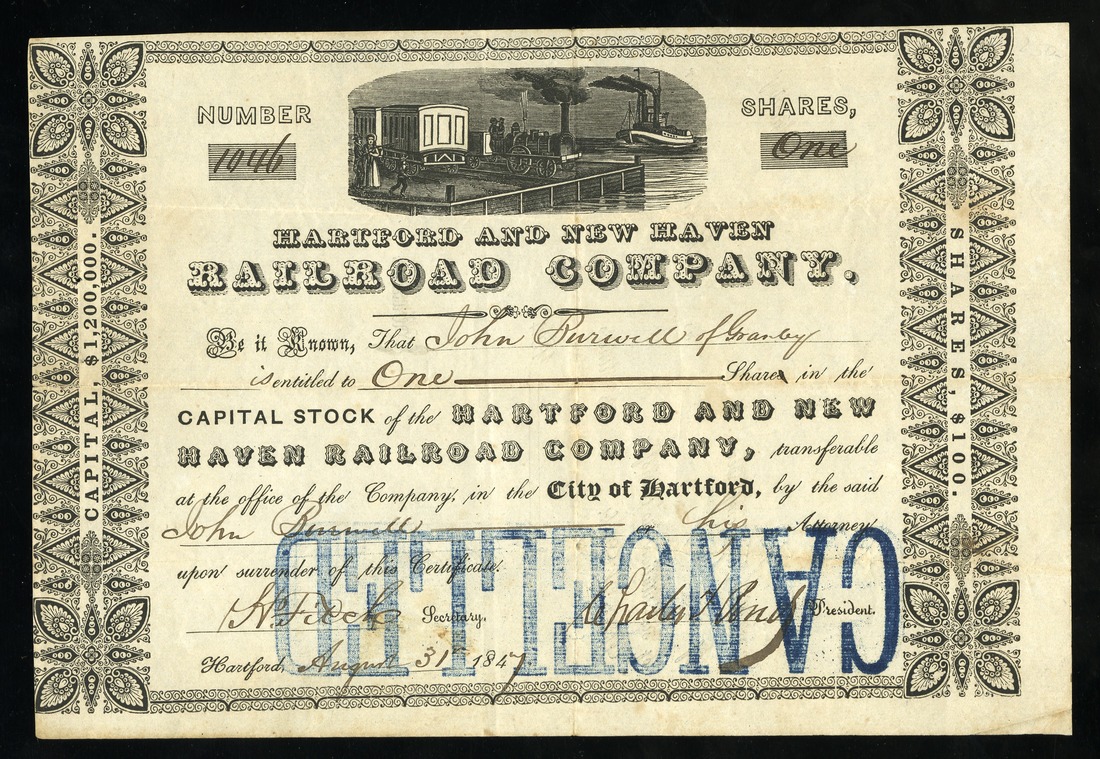 NUMBER
1046
SHARES,
One
HARTFORD AND NEW HAVEN
RAILROAD COMPANY.
Be it Known, That John Burwell of Granby
is entitled to One Share in the
CAPITAL STOCK of the HARTFORD AND NEW
HAVEN RAILROAD COMPANY, transferable
at the office of the Company, in the City of Hartford, by the said
John Burwell or his Attorney
upon surrender of this Certificate.
H. Fitch Secretary. President.
Hartford, August 31st 1847
CAPITAL, $1,200,000.
SHARES, $100.
CANCELLED